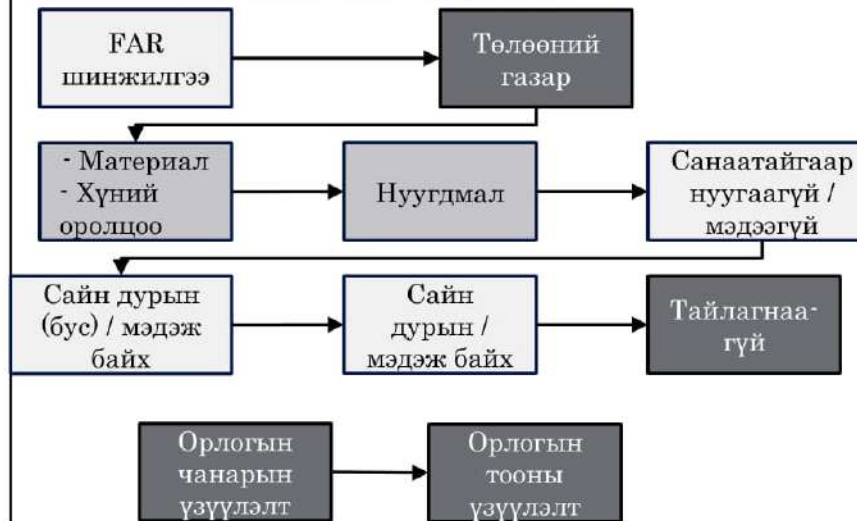 FAR
шинжилгээ
Төлөөний
газар
- Материал
- Хүний
оролцоо
Нуугдмал
Санаатайгаар
нуугаагүй /
мэдээгүй
Сайн дурын
(бус) / мэдэж
байх
Сайн
дурын /
мэдэж байх
Тайлагнаа-
гүй
Орлогын
чанарын
үзүүлэлт
Орлогын
тооны
үзүүлэлт